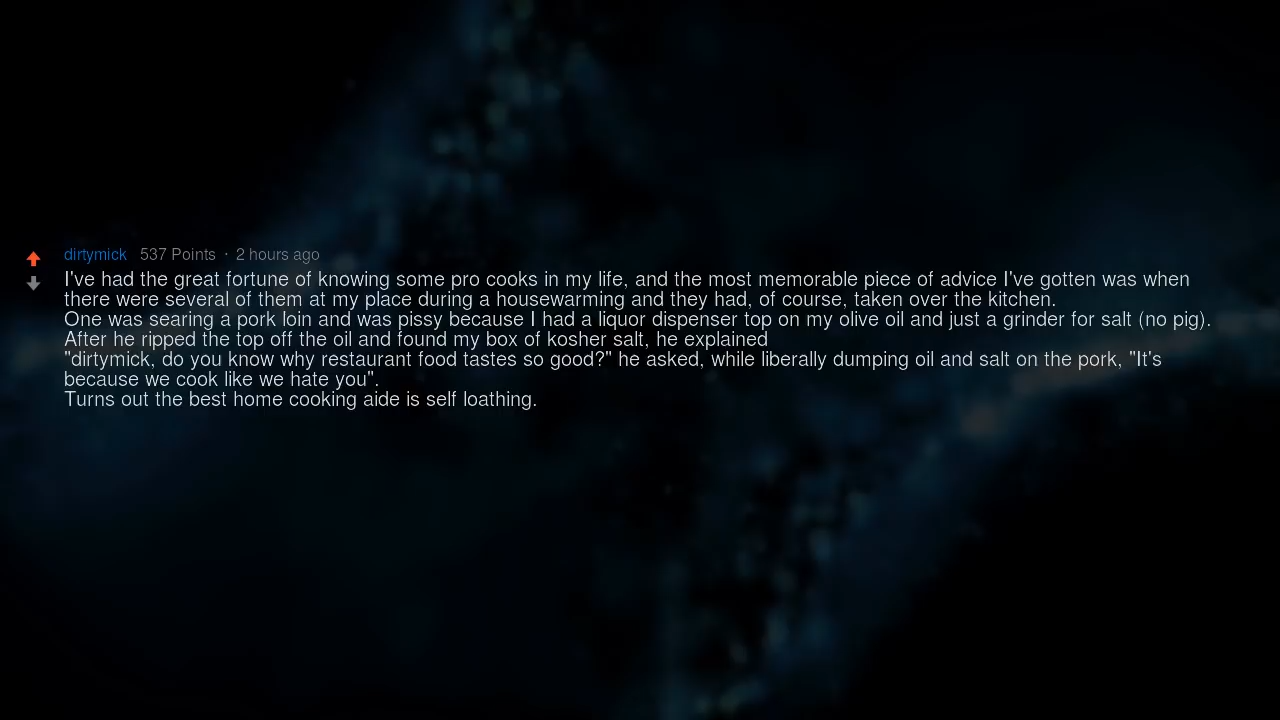 dirtymick 537 Points · 2 hours ago
I've had the great fortune of knowing some pro cooks in my life, and the most memorable piece of advice I've gotten was when
there were several of them at my place during a housewarming and they had, of course, taken over the kitchen.
One was searing a pork loin and was pissy because I had a liquor dispenser top on my olive oil and just a grinder for salt (no pig).
After he ripped the top off the oil and found my box of kosher salt, he explained
"dirtymick, do you know why restaurant food tastes so good?" he asked, while liberally dumping oil and salt on the pork, "It's
because we cook like we hate you".
Turns out the best home cooking aide is self loathing.